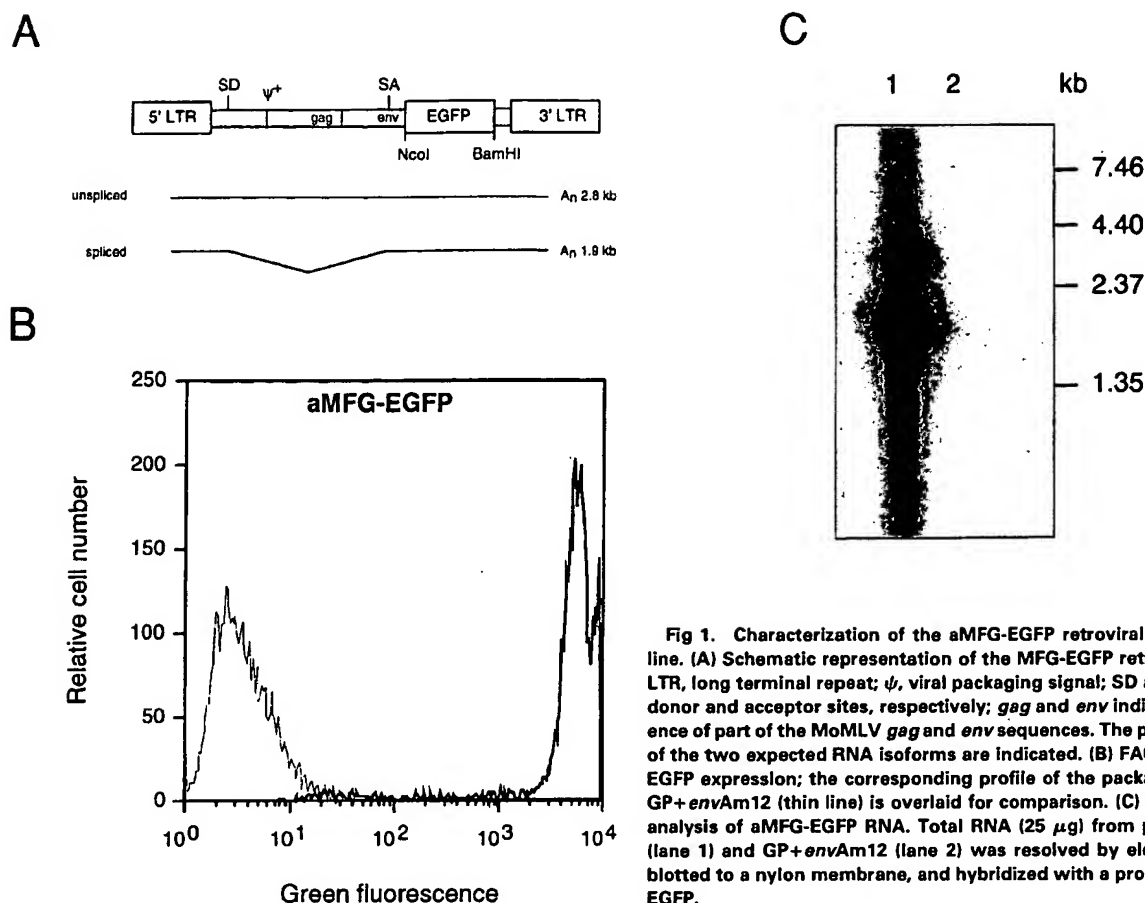 A
SD
ψ+
SA
5' LTR
gag
env
EGFP
3' LTR
NcoI
BamHI
unspliced
An 2.8 kb
spliced
An 1.9 kb
B
250
200
150
100
50
0
aMFG-EGFP
Relative cell number
10⁰
10¹
10²
10³
10⁴
Green fluorescence
C
1 2 kb
7.46
4.40
2.37
1.35
Fig 1. Characterization of the aMFG-EGFP retroviral
line. (A) Schematic representation of the MFG-EGFP ret
LTR, long terminal repeat; ψ, viral packaging signal; SD
donor and acceptor sites, respectively; gag and env indi
ence of part of the MoMLV gag and env sequences. The p
of the two expected RNA isoforms are indicated. (B) FA
EGFP expression; the corresponding profile of the packa
GP+envAm12 (thin line) is overlaid for comparison. (C)
analysis of aMFG-EGFP RNA. Total RNA (25 μg) from
(lane 1) and GP+envAm12 (lane 2) was resolved by ele
blotted to a nylon membrane, and hybridized with a pro
EGFP.